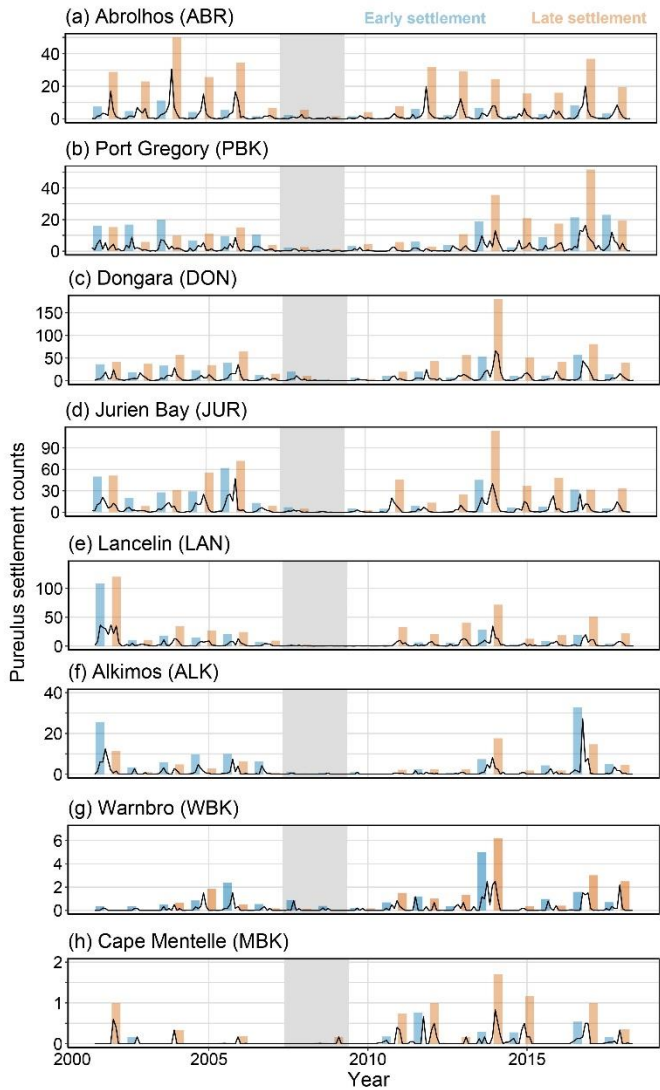 (a) Abrolhos (ABR)
Early settlement
Late settlement
40
20
0
(b) Port Gregory (PBK)
40
20
0
(c) Dongara (DON)
150
100
50
0
(d) Jurien Bay (JUR)
90
60
30
0
(e) Lancelin (LAN)
100
50
0
(f) Alkimos (ALK)
40
20
0
(g) Warnbro (WBK)
6
4
2
0
(h) Cape Mentelle (MBK)
2
1
0
2000
2005
2010
2015
Year
Pureulus settlement counts